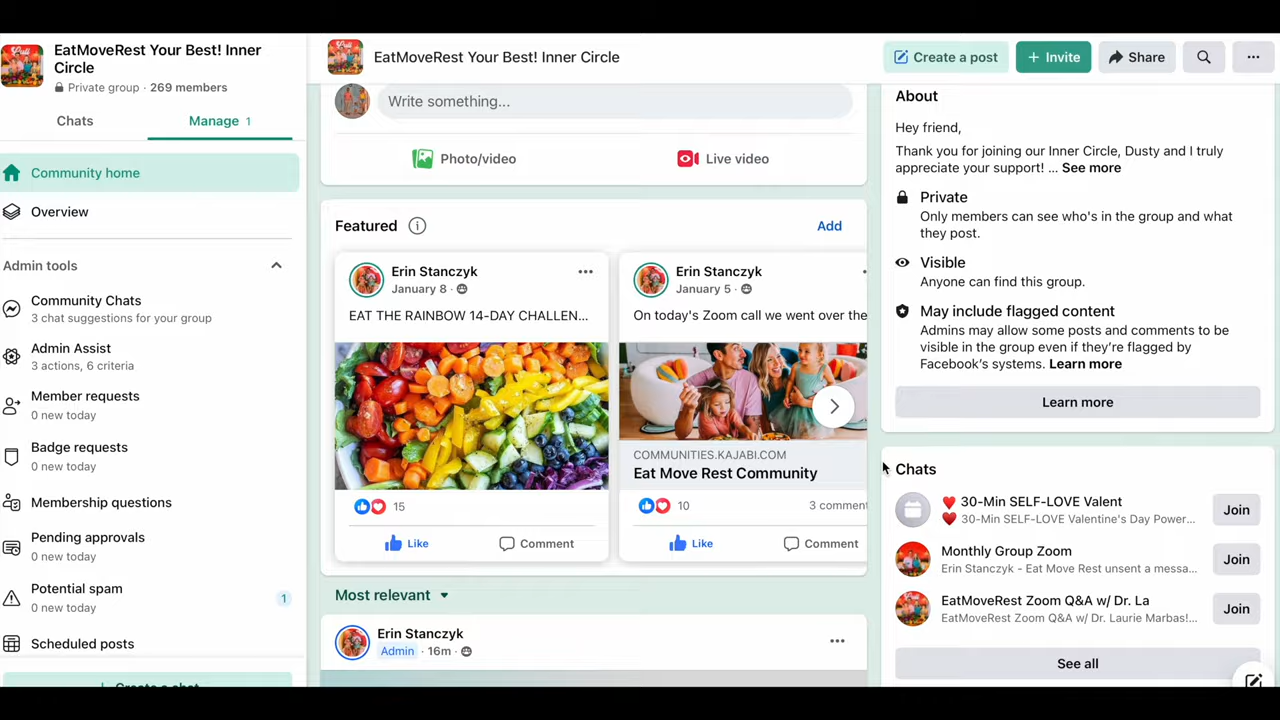 EatMoveRest Your Best! Inner
Circle
Private group · 269 members
Chats
Manage 1
Community home
Overview
Admin tools
Community Chats
3 chat suggestions for your group
Admin Assist
3 actions, 6 criteria
Member requests
0 new today
Badge requests
0 new today
Membership questions
Pending approvals
0 new today
Potential spam
0 new today
1
Scheduled posts
+ Create a chat
EatMoveRest Your Best! Inner Circle
Create a post
+ Invite
Share
Write something...
Photo/video
Live video
Featured
Add
Erin Stanczyk
January 8 ·
EAT THE RAINBOW 14-DAY CHALLEN...
15
Like
Comment
Erin Stanczyk
January 5 ·
On today's Zoom call we went over the
COMMUNITIES.KAJABI.COM
Eat Move Rest Community
10
3 comment
Like
Comment
Most relevant
Erin Stanczyk
Admin · 16m ·
About
Hey friend,
Thank you for joining our Inner Circle, Dusty and I truly
appreciate your support! ... See more
Private
Only members can see who's in the group and what
they post.
Visible
Anyone can find this group.
May include flagged content
Admins may allow some posts and comments to be
visible in the group even if they're flagged by
Facebook's systems. Learn more
Learn more
Chats
30-Min SELF-LOVE Valent
30-Min SELF-LOVE Valentine's Day Power...
Join
Monthly Group Zoom
Erin Stanczyk - Eat Move Rest unsent a messa...
Join
EatMoveRest Zoom Q&A w/ Dr. La
EatMoveRest Zoom Q&A w/ Dr. Laurie Marbas!...
Join
See all